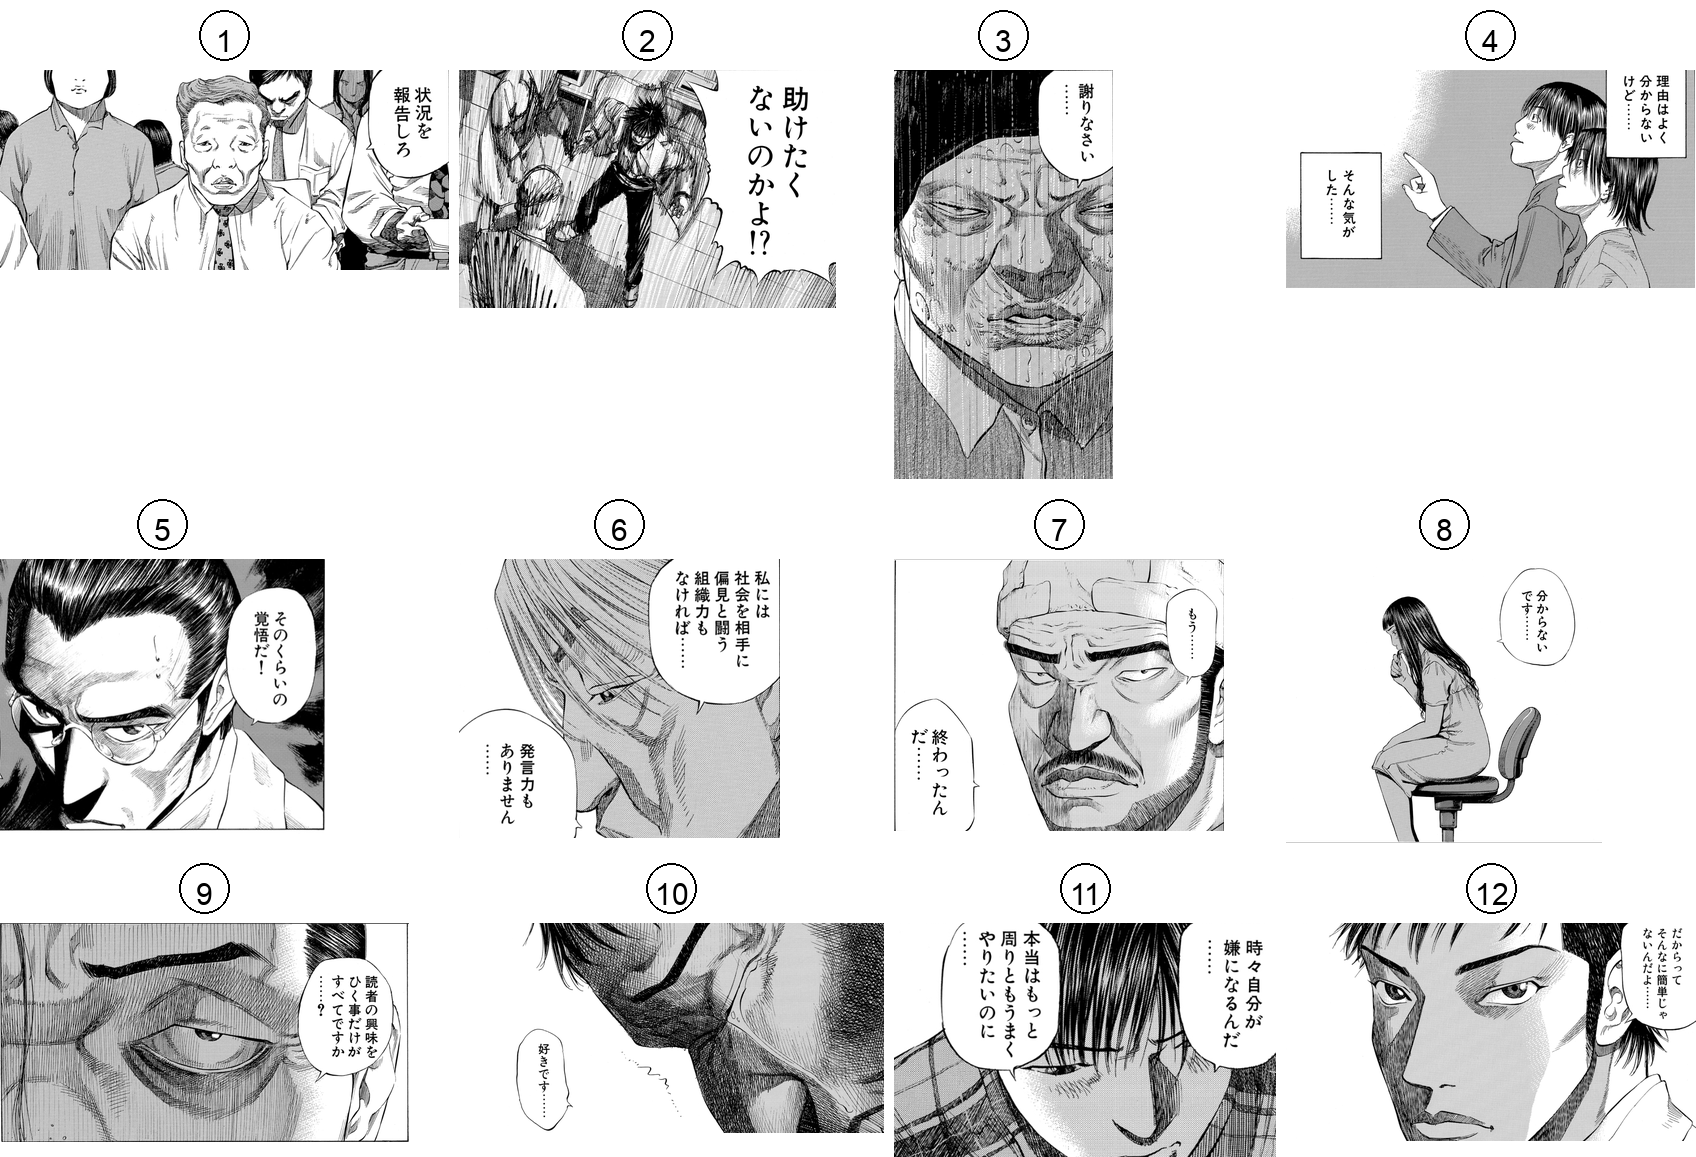 1
状況を
報告しろ
2
助けたく
ないのかよ!?
3
謝りなさい
……
4
理由はよく
分からない
けど……
そんな気が
した……
5
そのくらいの
覚悟だ！
6
私には
社会を相手に
偏見と闘う
組織力も
なければ……
発言力も
ありません
……
7
もう……
終わったん
だ……
8
分からない
です……
9
読者の興味を
ひく事だけが
すべてですか
……？
10
好きです……
11
時々自分が
嫌になるんだ
……
本当はもっと
周りともうまく
やりたいのに
……
12
だからって
そんなに簡単じゃ
ないんだよ……